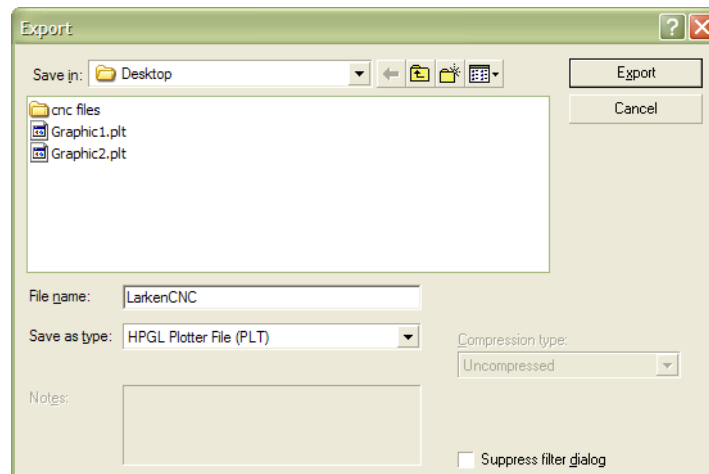 Export
Save in: Desktop
Export
Cancel
cnc files
Graphic1.plt
Graphic2.plt
File name: LarkenCNC
Save as type: HPGL Plotter File (PLT)
Compression type:
Uncompressed
Notes:
Suppress filter dialog